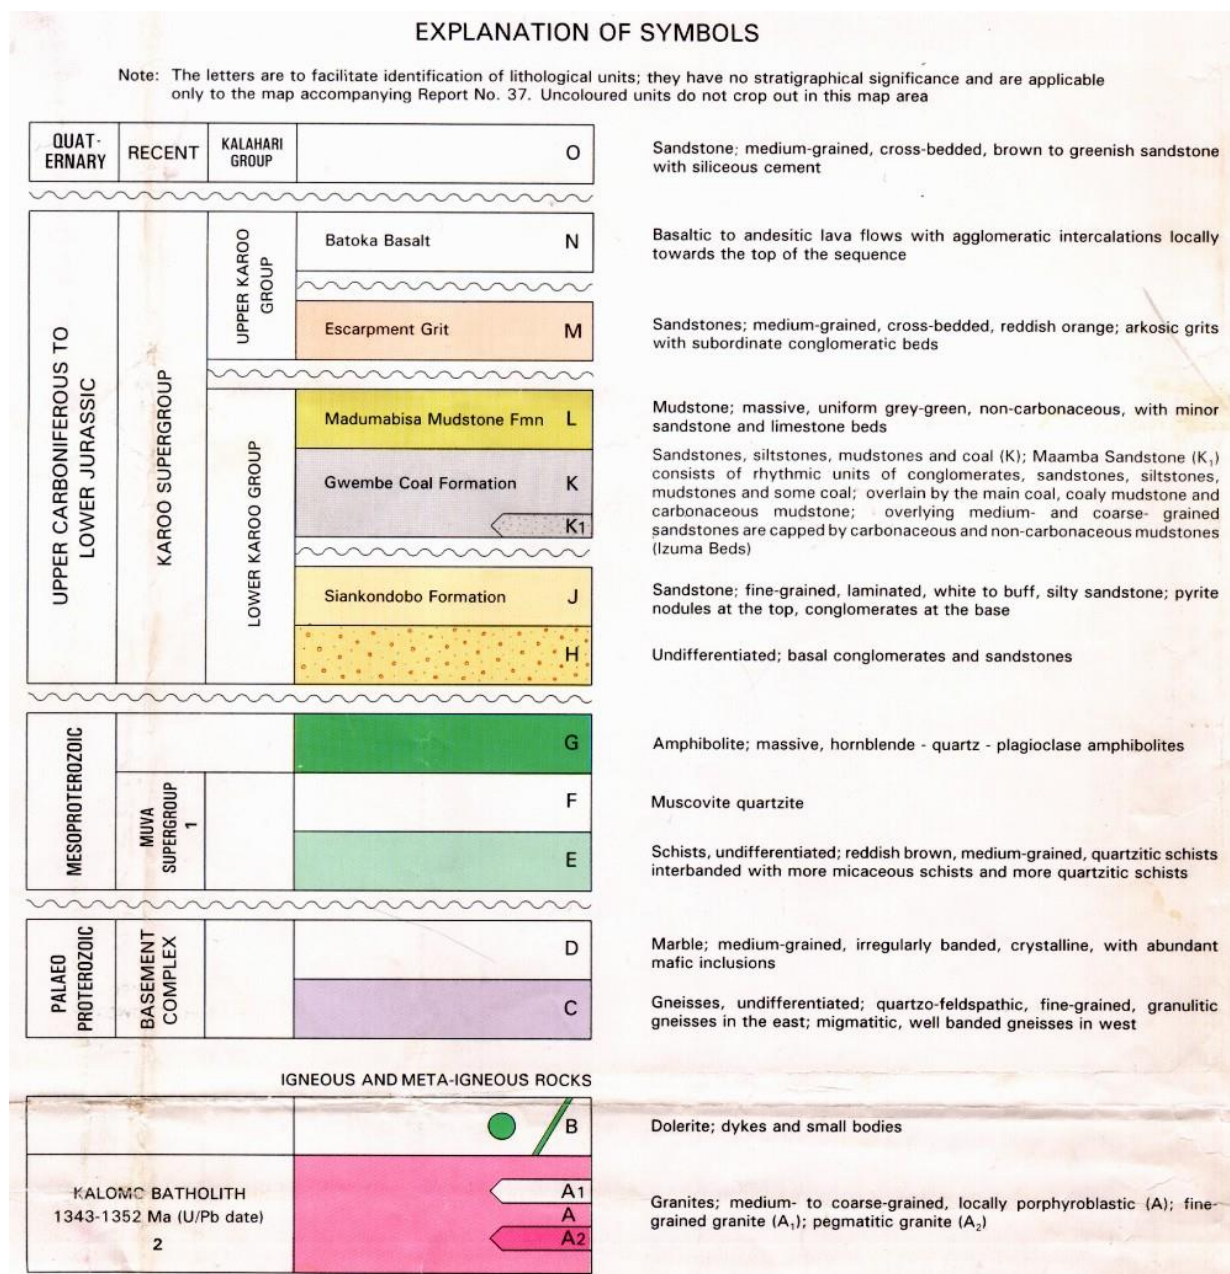 EXPLANATION OF SYMBOLS
Note: The letters are to facilitate identification of lithological units; they have no stratigraphical significance and are applicable
only to the map accompanying Report No. 37. Uncoloured units do not crop out in this map area
QUAT-
ERNARY
RECENT
KALAHARI
GROUP
O
Sandstone; medium-grained, cross-bedded, brown to greenish sandstone
with siliceous cement
UPPER CARBONIFEROUS TO
LOWER JURASSIC
KAROO SUPERGROUP
UPPER KAROO
GROUP
Batoka Basalt N
Basaltic to andesitic lava flows with agglomeratic intercalations locally
towards the top of the sequence
Escarpment Grit M
Sandstones; medium-grained, cross-bedded, reddish orange; arkosic grits
with subordinate conglomeratic beds
LOWER KAROO GROUP
Madumabisa Mudstone Fmn L
Mudstone; massive, uniform grey-green, non-carbonaceous, with minor
sandstone and limestone beds
Gwembe Coal Formation K
K1
Sandstones, siltstones, mudstones and coal (K); Maamba Sandstone (K₁)
consists of rhythmic units of conglomerates, sandstones, siltstones,
mudstones and some coal; overlain by the main coal, coaly mudstone and
carbonaceous mudstone; overlying medium- and coarse- grained
sandstones are capped by carbonaceous and non-carbonaceous mudstones
(Izuma Beds)
Siankondobo Formation J
Sandstone; fine-grained, laminated, white to buff, silty sandstone; pyrite
nodules at the top, conglomerates at the base
H
Undifferentiated; basal conglomerates and sandstones
MESOPROTEROZOIC
G
Amphibolite; massive, hornblende - quartz - plagioclase amphibolites
MUVA
SUPERGROUP
1
F
Muscovite quartzite
E
Schists, undifferentiated; reddish brown, medium-grained, quartzitic schists
interbanded with more micaceous schists and more quartzitic schists
PALAEO
PROTEROZOIC
BASEMENT
COMPLEX
D
Marble; medium-grained, irregularly banded, crystalline, with abundant
mafic inclusions
C
Gneisses, undifferentiated; quartzo-feldspathic, fine-grained, granulitic
gneisses in the east; migmatitic, well banded gneisses in west
IGNEOUS AND META-IGNEOUS ROCKS
B
Dolerite; dykes and small bodies
KALOMO BATHOLITH
1343-1352 Ma (U/Pb date)
2
A1
A
A2
Granites; medium- to coarse-grained, locally porphyroblastic (A); fine-
grained granite (A₁); pegmatitic granite (A₂)